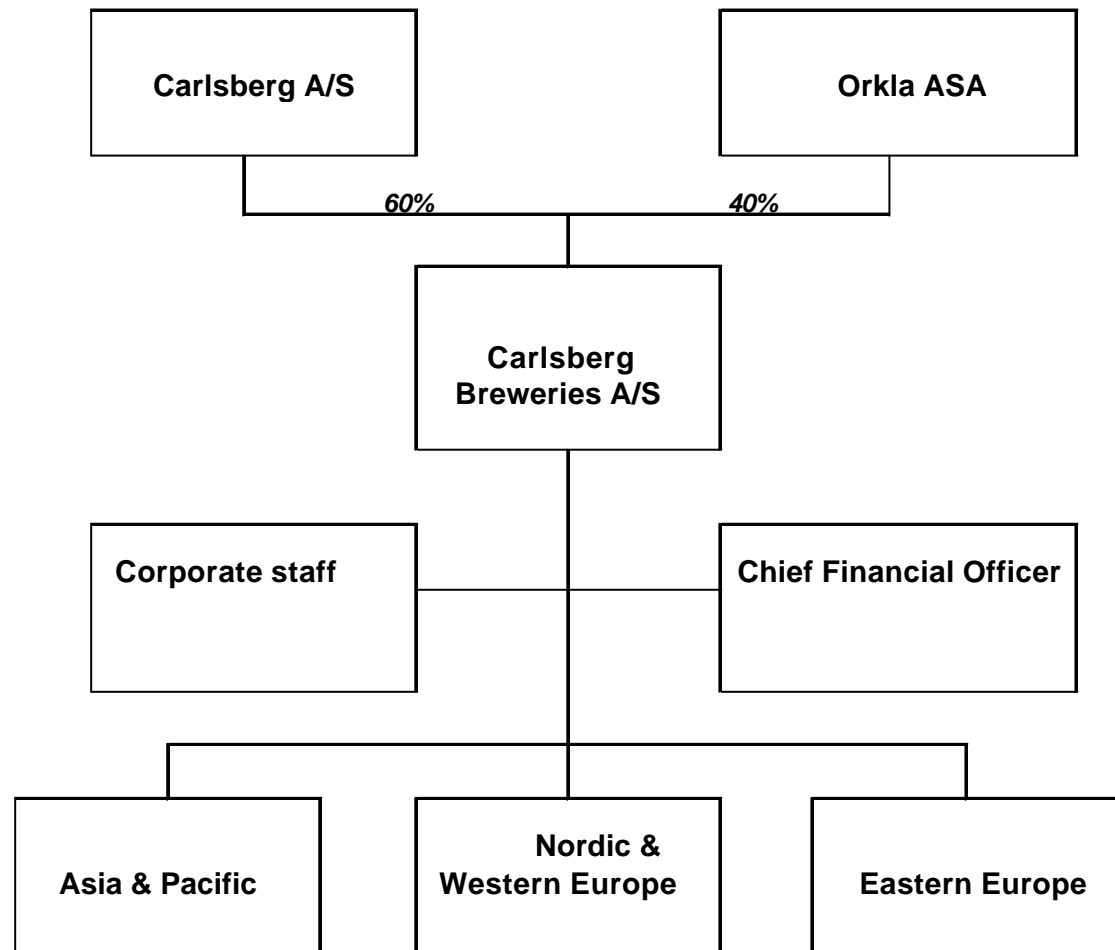 Carlsberg A/S
Orkla ASA
60%
40%
Carlsberg
Breweries A/S
Corporate staff
Chief Financial Officer
Asia & Pacific
Nordic &
Western Europe
Eastern Europe